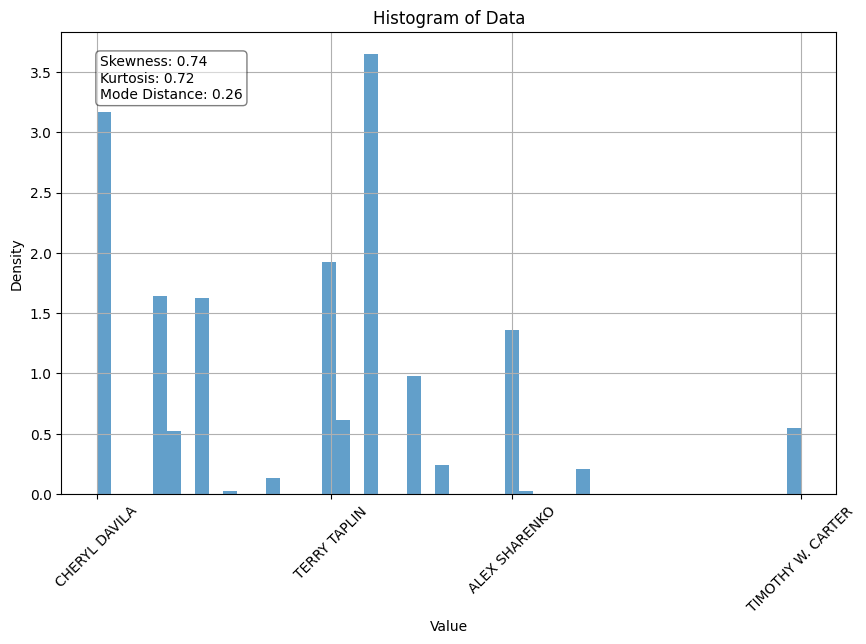 Histogram of Data
Skewness: 0.74
Kurtosis: 0.72
Mode Distance: 0.26
Density
3.5
3.0
2.5
2.0
1.5
1.0
0.5
0.0
CHERYL DAVILA
TERRY TAPLIN
ALEX SHARENKO
TIMOTHY W. CARTER
Value